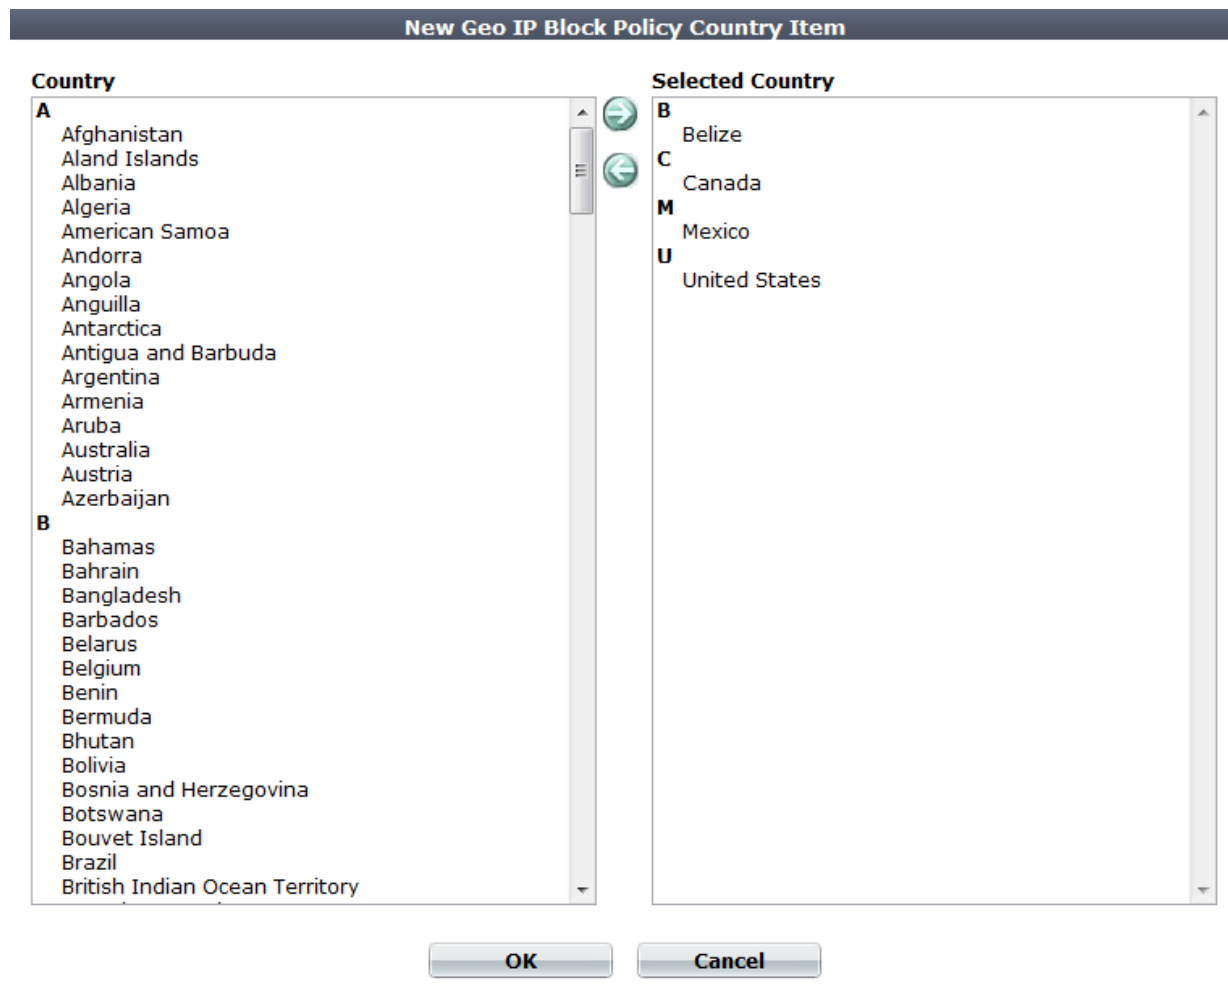 New Geo IP Block Policy Country Item
Country
A
Afghanistan
Aland Islands
Albania
Algeria
American Samoa
Andorra
Angola
Anguilla
Antarctica
Antigua and Barbuda
Argentina
Armenia
Aruba
Australia
Austria
Azerbaijan
B
Bahamas
Bahrain
Bangladesh
Barbados
Belarus
Belgium
Benin
Bermuda
Bhutan
Bolivia
Bosnia and Herzegovina
Botswana
Bouvet Island
Brazil
British Indian Ocean Territory
Selected Country
B
Belize
C
Canada
M
Mexico
U
United States
OK
Cancel